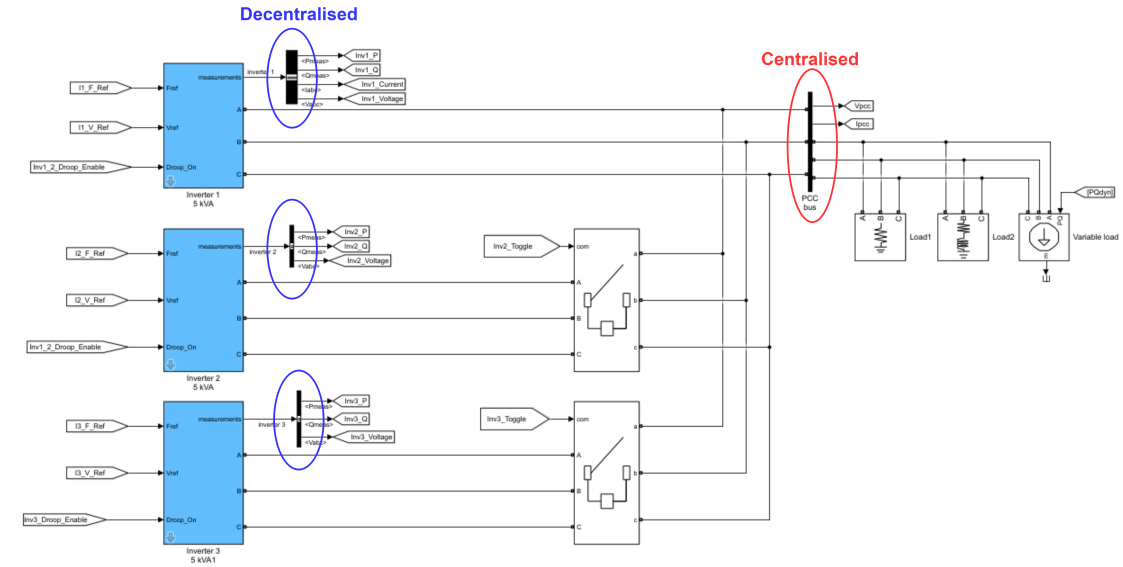 Decentralised
Centralised
I1_F_Ref
I1_V_Ref
Inv1_2_Droop_Enable
Fref
Vref
Droop_On
measurements
A
B
C
Inverter 1
5 kVA
inverter 1
<Pmeas>
<Qmeas>
<Iabc>
<Vabc>
Inv1_P
Inv1_Q
Inv1_Current
Inv1_Voltage
Vpcc
Ipcc
PCC
bus
A B C
Load1
A B C
Load2
C B A PQ
E
Variable load
[PQdyn]
I2_F_Ref
I2_V_Ref
Inv1_2_Droop_Enable
Fref
Vref
Droop_On
measurements
A
B
C
Inverter 2
5 kVA
inverter 2
<Pmeas>
<Qmeas>
<Vabc>
Inv2_P
Inv2_Q
Inv2_Voltage
Inv2_Toggle
com
A
B
C
a
b
c
I3_F_Ref
I3_V_Ref
Inv3_Droop_Enable
Fref
Vref
Droop_On
measurements
A
B
C
Inverter 3
5 kVA1
inverter 3
<Pmeas>
<Qmeas>
<Vabc>
Inv3_P
Inv3_Q
Inv3_Voltage
Inv3_Toggle
com
A
B
C
a
b
c